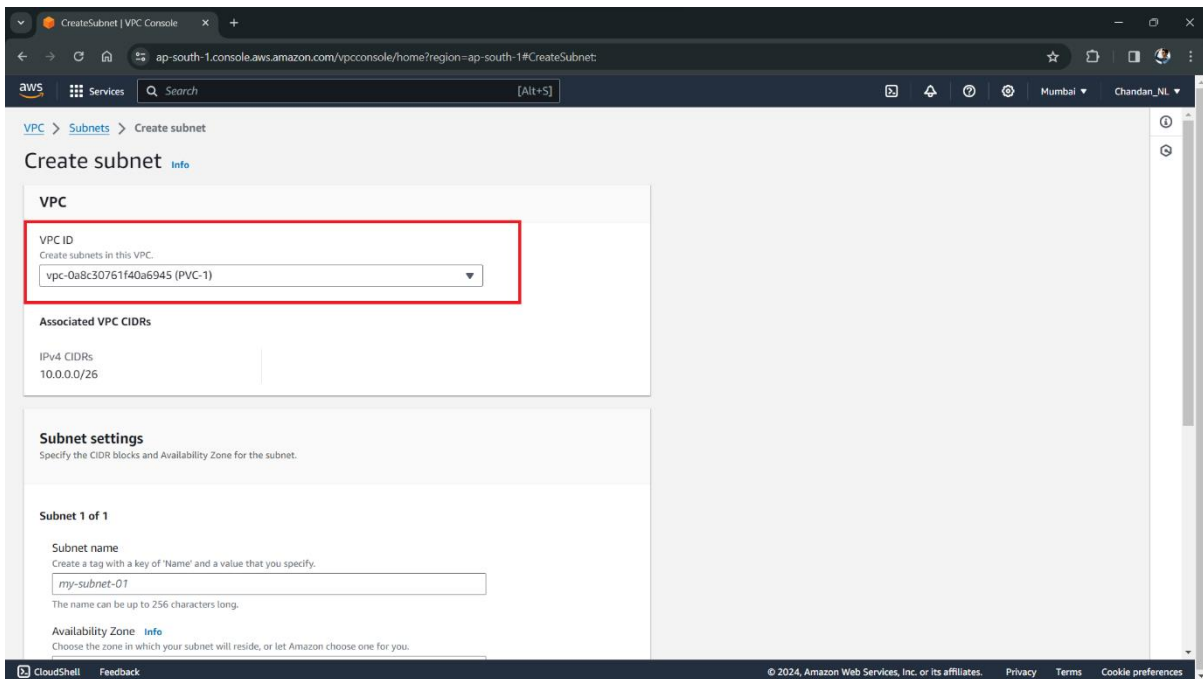 CreateSubnet | VPC Console
ap-south-1.console.aws.amazon.com/vpcconsole/home?region=ap-south-1#CreateSubnet:
aws Services Search [Alt+S] Mumbai Chandan_NL
VPC > Subnets > Create subnet
Create subnet Info
VPC
VPC ID
Create subnets in this VPC.
vpc-0a8c30761f40a6945 (PVC-1)
Associated VPC CIDRs
IPv4 CIDRs
10.0.0.0/26
Subnet settings
Specify the CIDR blocks and Availability Zone for the subnet.
Subnet 1 of 1
Subnet name
Create a tag with a key of 'Name' and a value that you specify.
my-subnet-01
The name can be up to 256 characters long.
Availability Zone Info
Choose the zone in which your subnet will reside, or let Amazon choose one for you.
CloudShell Feedback © 2024, Amazon Web Services, Inc. or its affiliates. Privacy Terms Cookie preferences